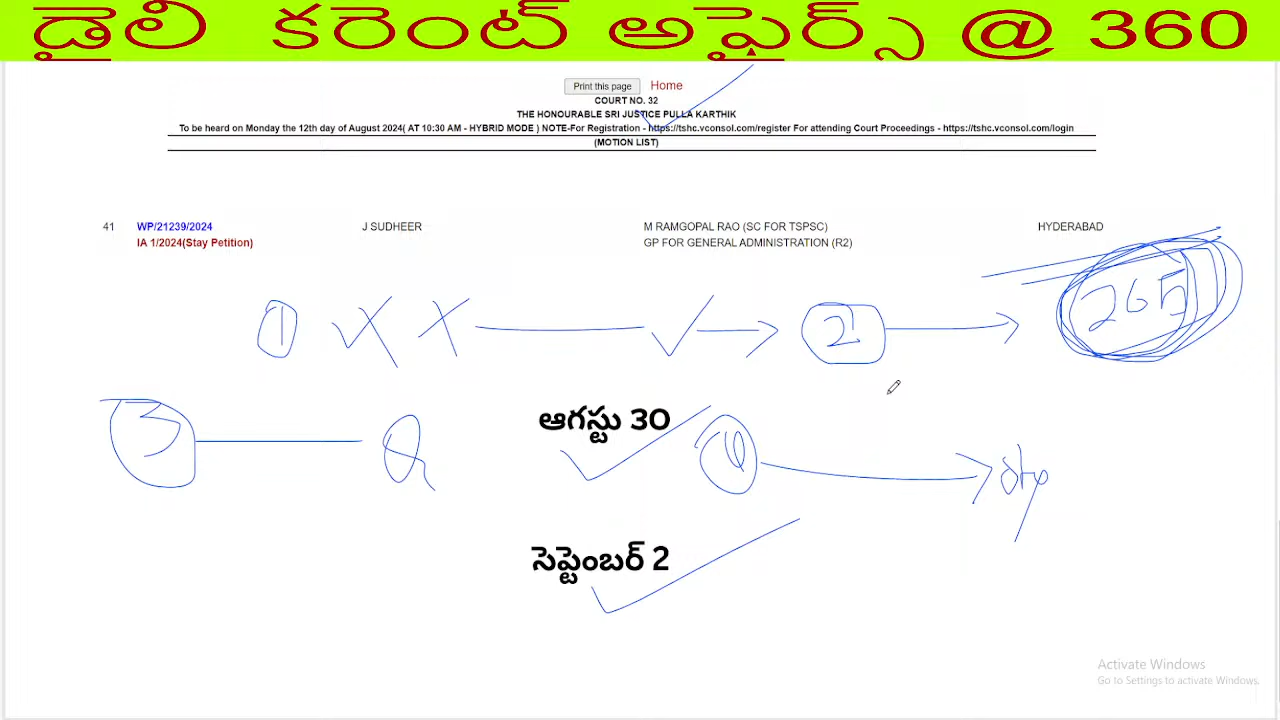 డైలీ కరెంట్ అఫైర్స్ @ 360
Print this page Home
COURT NO. 32
THE HONOURABLE SRI JUSTICE PULLA KARTHIK
To be heard on Monday the 12th day of August 2024( AT 10:30 AM - HYBRID MODE ) NOTE-For Registration - https://tshc.vconsol.com/register For attending Court Proceedings - https://tshc.vconsol.com/login
(MOTION LIST)
41 WP/21239/2024 J SUDHEER M RAMGOPAL RAO (SC FOR TSPSC) HYDERABAD
IA 1/2024(Stay Petition) GP FOR GENERAL ADMINISTRATION (R2)
1 2 265
3 ఆగస్టు 30
సెప్టెంబర్ 2
Activate Windows
Go to Settings to activate Windows.